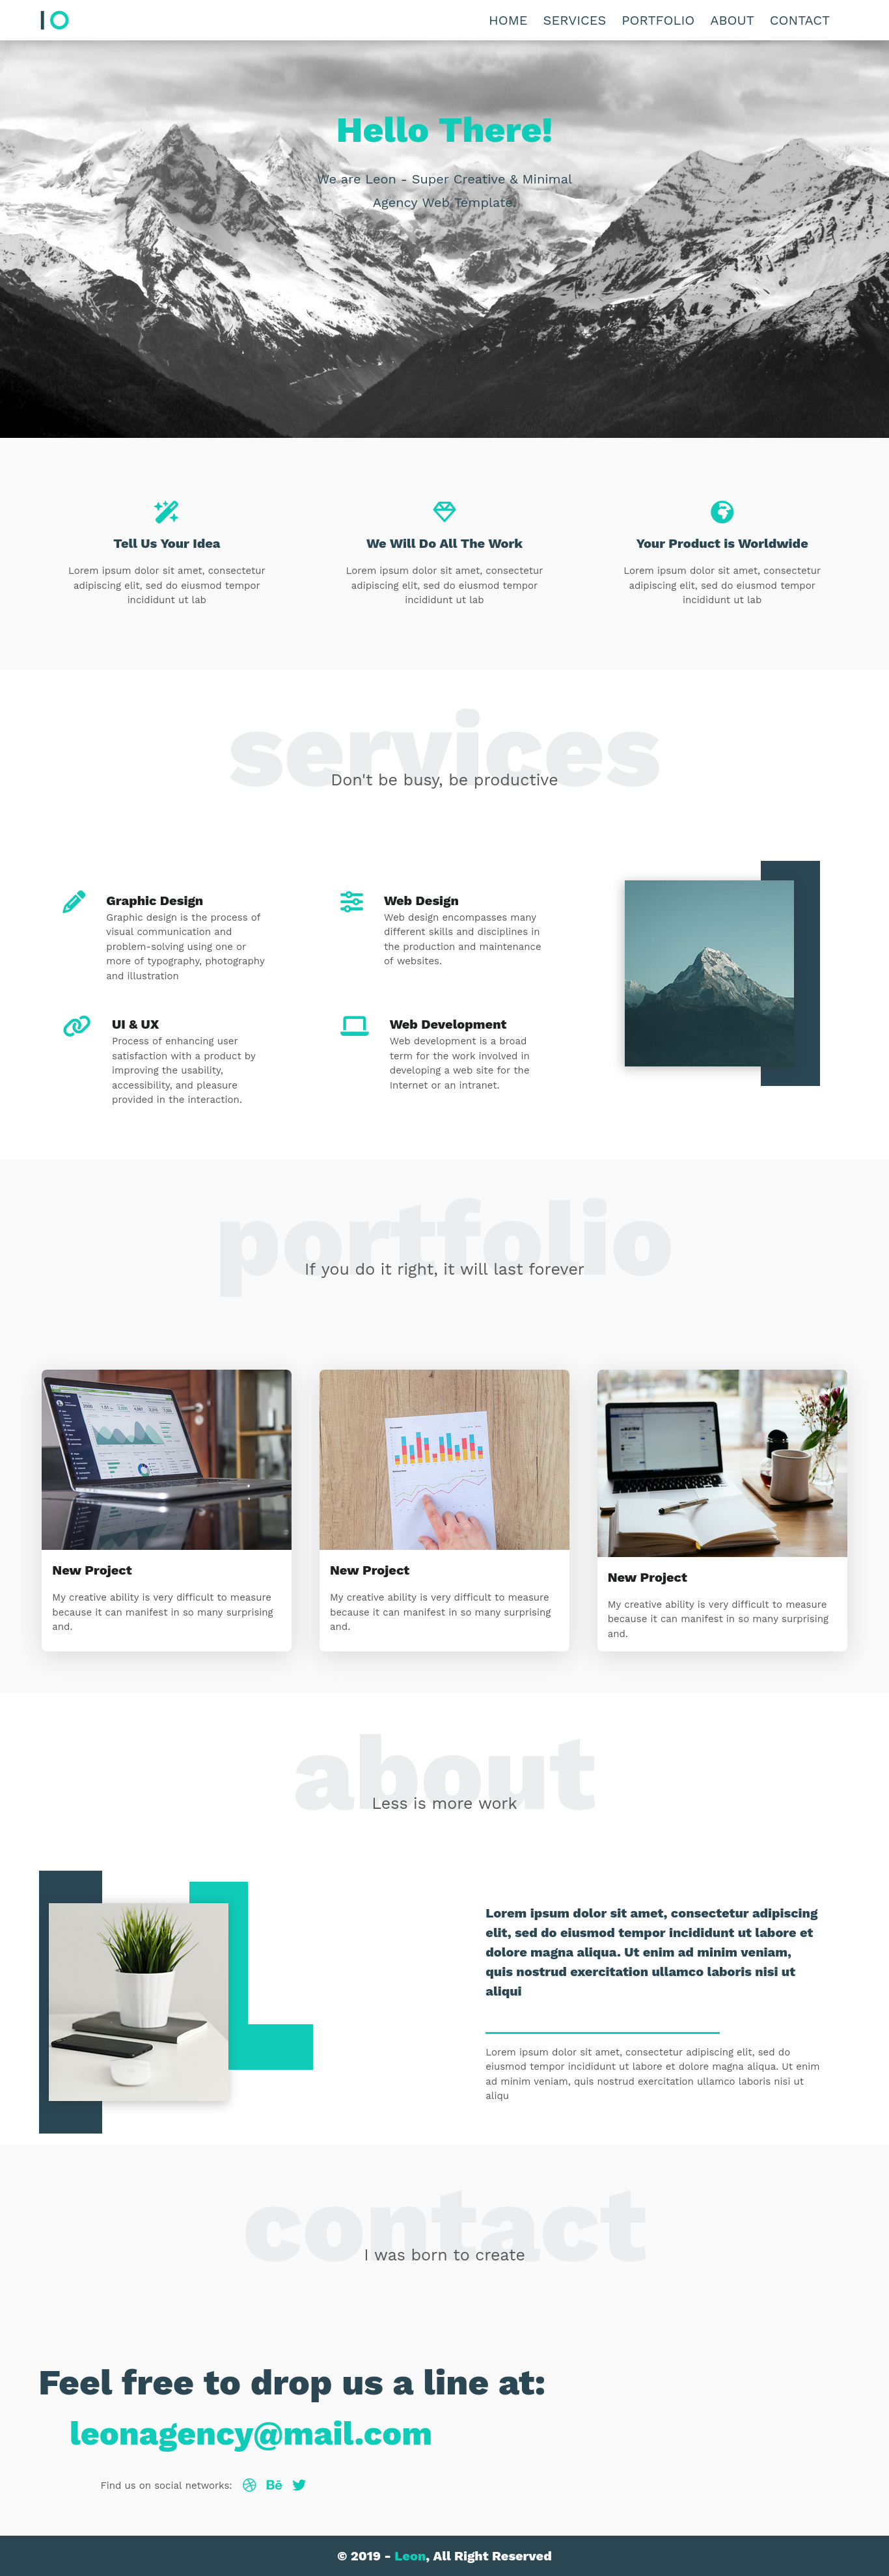 IO
HOME SERVICES PORTFOLIO ABOUT CONTACT
Hello There!
We are Leon - Super Creative & Minimal
Agency Web Template.
Tell Us Your Idea
Lorem ipsum dolor sit amet, consectetur
adipiscing elit, sed do eiusmod tempor
incididunt ut lab
We Will Do All The Work
Lorem ipsum dolor sit amet, consectetur
adipiscing elit, sed do eiusmod tempor
incididunt ut lab
Your Product is Worldwide
Lorem ipsum dolor sit amet, consectetur
adipiscing elit, sed do eiusmod tempor
incididunt ut lab
services
Don't be busy, be productive
Graphic Design
Graphic design is the process of
visual communication and
problem-solving using one or
more of typography, photography
and illustration
Web Design
Web design encompasses many
different skills and disciplines in
the production and maintenance
of websites.
UI & UX
Process of enhancing user
satisfaction with a product by
improving the usability,
accessibility, and pleasure
provided in the interaction.
Web Development
Web development is a broad
term for the work involved in
developing a web site for the
Internet or an intranet.
portfolio
If you do it right, it will last forever
New Project
My creative ability is very difficult to measure
because it can manifest in so many surprising
and.
New Project
My creative ability is very difficult to measure
because it can manifest in so many surprising
and.
New Project
My creative ability is very difficult to measure
because it can manifest in so many surprising
and.
about
Less is more work
Lorem ipsum dolor sit amet, consectetur adipiscing
elit, sed do eiusmod tempor incididunt ut labore et
dolore magna aliqua. Ut enim ad minim veniam,
quis nostrud exercitation ullamco laboris nisi ut
aliqui
Lorem ipsum dolor sit amet, consectetur adipiscing elit, sed do
eiusmod tempor incididunt ut labore et dolore magna aliqua. Ut enim
ad minim veniam, quis nostrud exercitation ullamco laboris nisi ut
aliqu
contact
I was born to create
Feel free to drop us a line at:
leonagency@mail.com
Find us on social networks: Bē
© 2019 - Leon, All Right Reserved